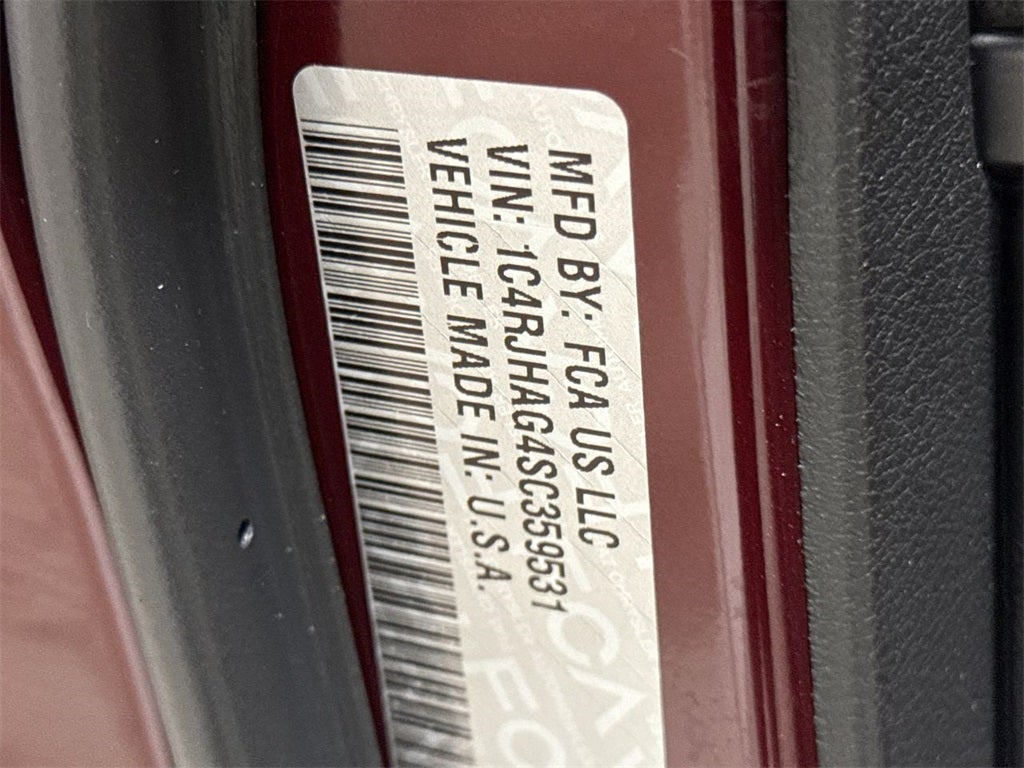 MFD BY: FCA US LLC
VIN: 1C4RJHAG4SC359531
VEHICLE MADE IN: U.S.A.